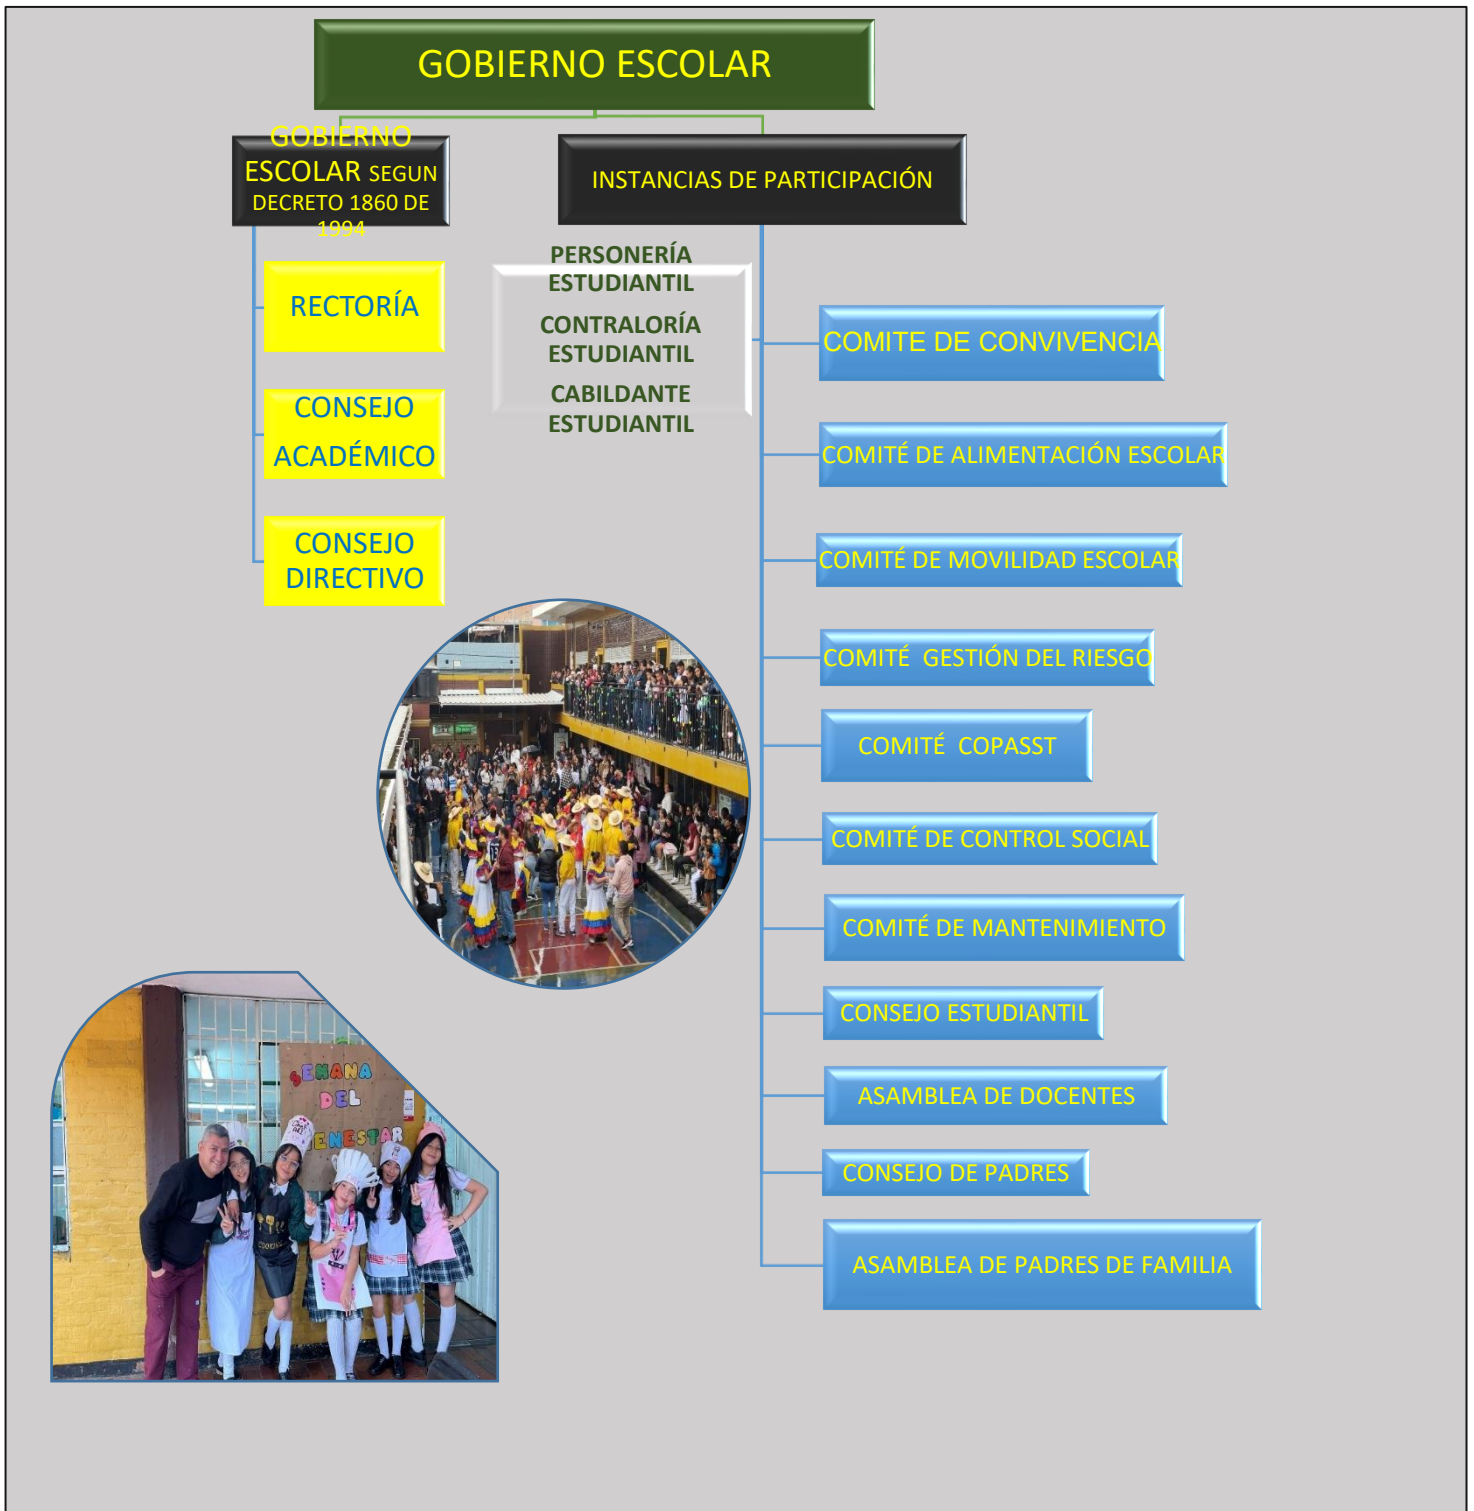 GOBIERNO ESCOLAR
GOBIERNO
ESCOLAR SEGUN
DECRETO 1860 DE
1994
RECTORÍA
CONSEJO
ACADÉMICO
CONSEJO
DIRECTIVO
INSTANCIAS DE PARTICIPACIÓN
PERSONERÍA
ESTUDIANTIL
CONTRALORÍA
ESTUDIANTIL
CABILDANTE
ESTUDIANTIL
COMITE DE CONVIVENCIA
COMITÉ DE ALIMENTACIÓN ESCOLAR
COMITÉ DE MOVILIDAD ESCOLAR
COMITÉ  GESTIÓN DEL RIESGO
COMITÉ  COPASST
COMITÉ DE CONTROL SOCIAL
COMITÉ DE MANTENIMIENTO
CONSEJO ESTUDIANTIL
ASAMBLEA DE DOCENTES
CONSEJO DE PADRES
ASAMBLEA DE PADRES DE FAMILIA
SEMANA
DEL
BIENESTAR